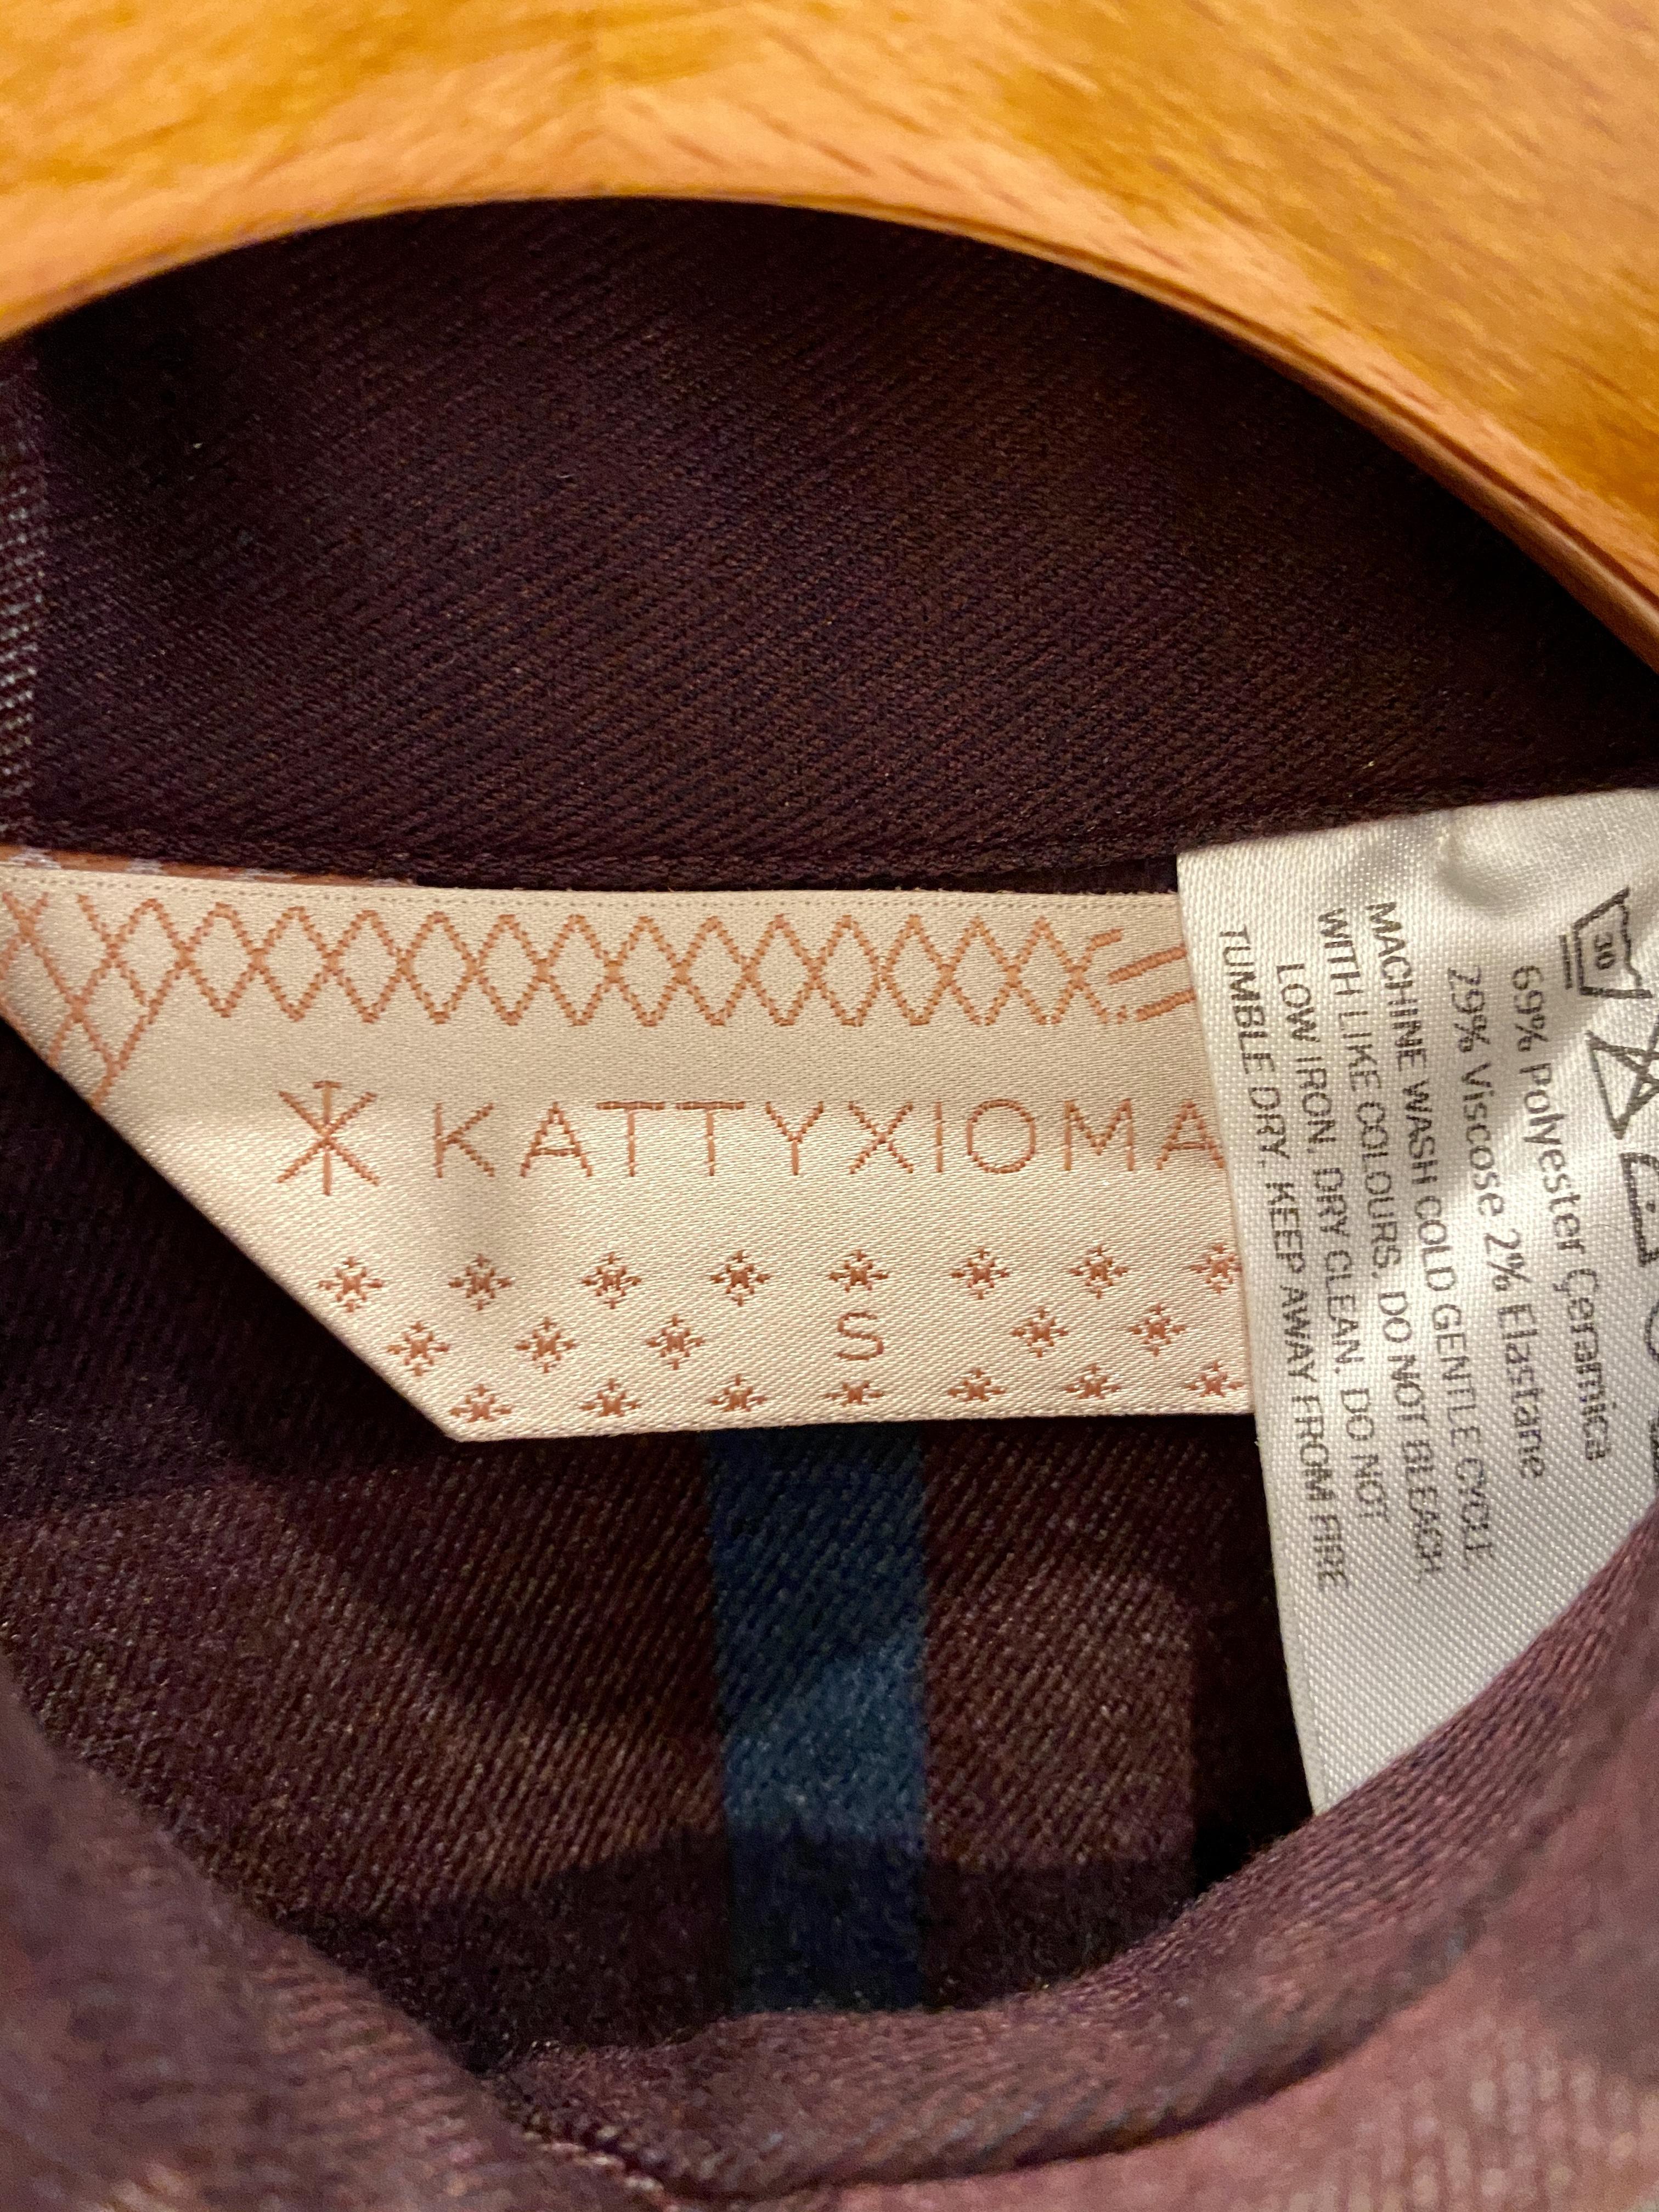 KATTYXIOMA
S
30
69% Polyester Ceramica
29% Viscose 2% Elastane
MACHINE WASH COLD GENTLE CYCLE
WITH LIKE COLOURS. DO NOT BLEACH.
LOW IRON. DRY CLEAN. DO NOT
TUMBLE DRY. KEEP AWAY FROM FIRE